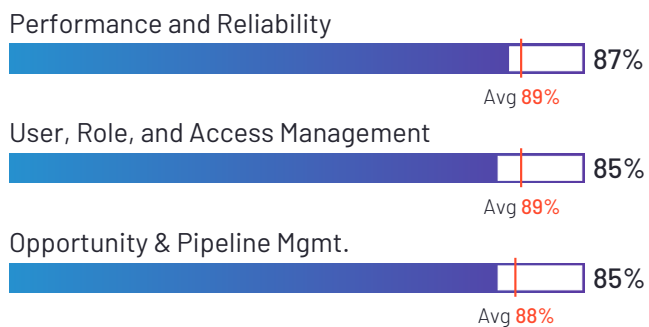 Performance and Reliability
87%
Avg 89%
User, Role, and Access Management
85%
Avg 89%
Opportunity & Pipeline Mgmt.
85%
Avg 88%